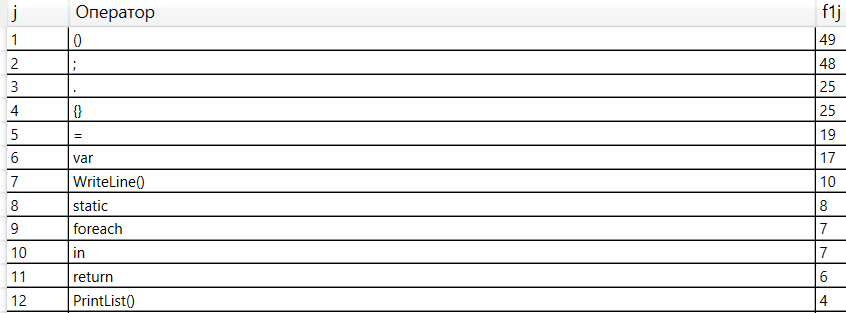 j Оператор f1j
1 () 49
2 ; 48
3 . 25
4 {} 25
5 = 19
6 var 17
7 WriteLine() 10
8 static 8
9 foreach 7
10 in 7
11 return 6
12 PrintList() 4